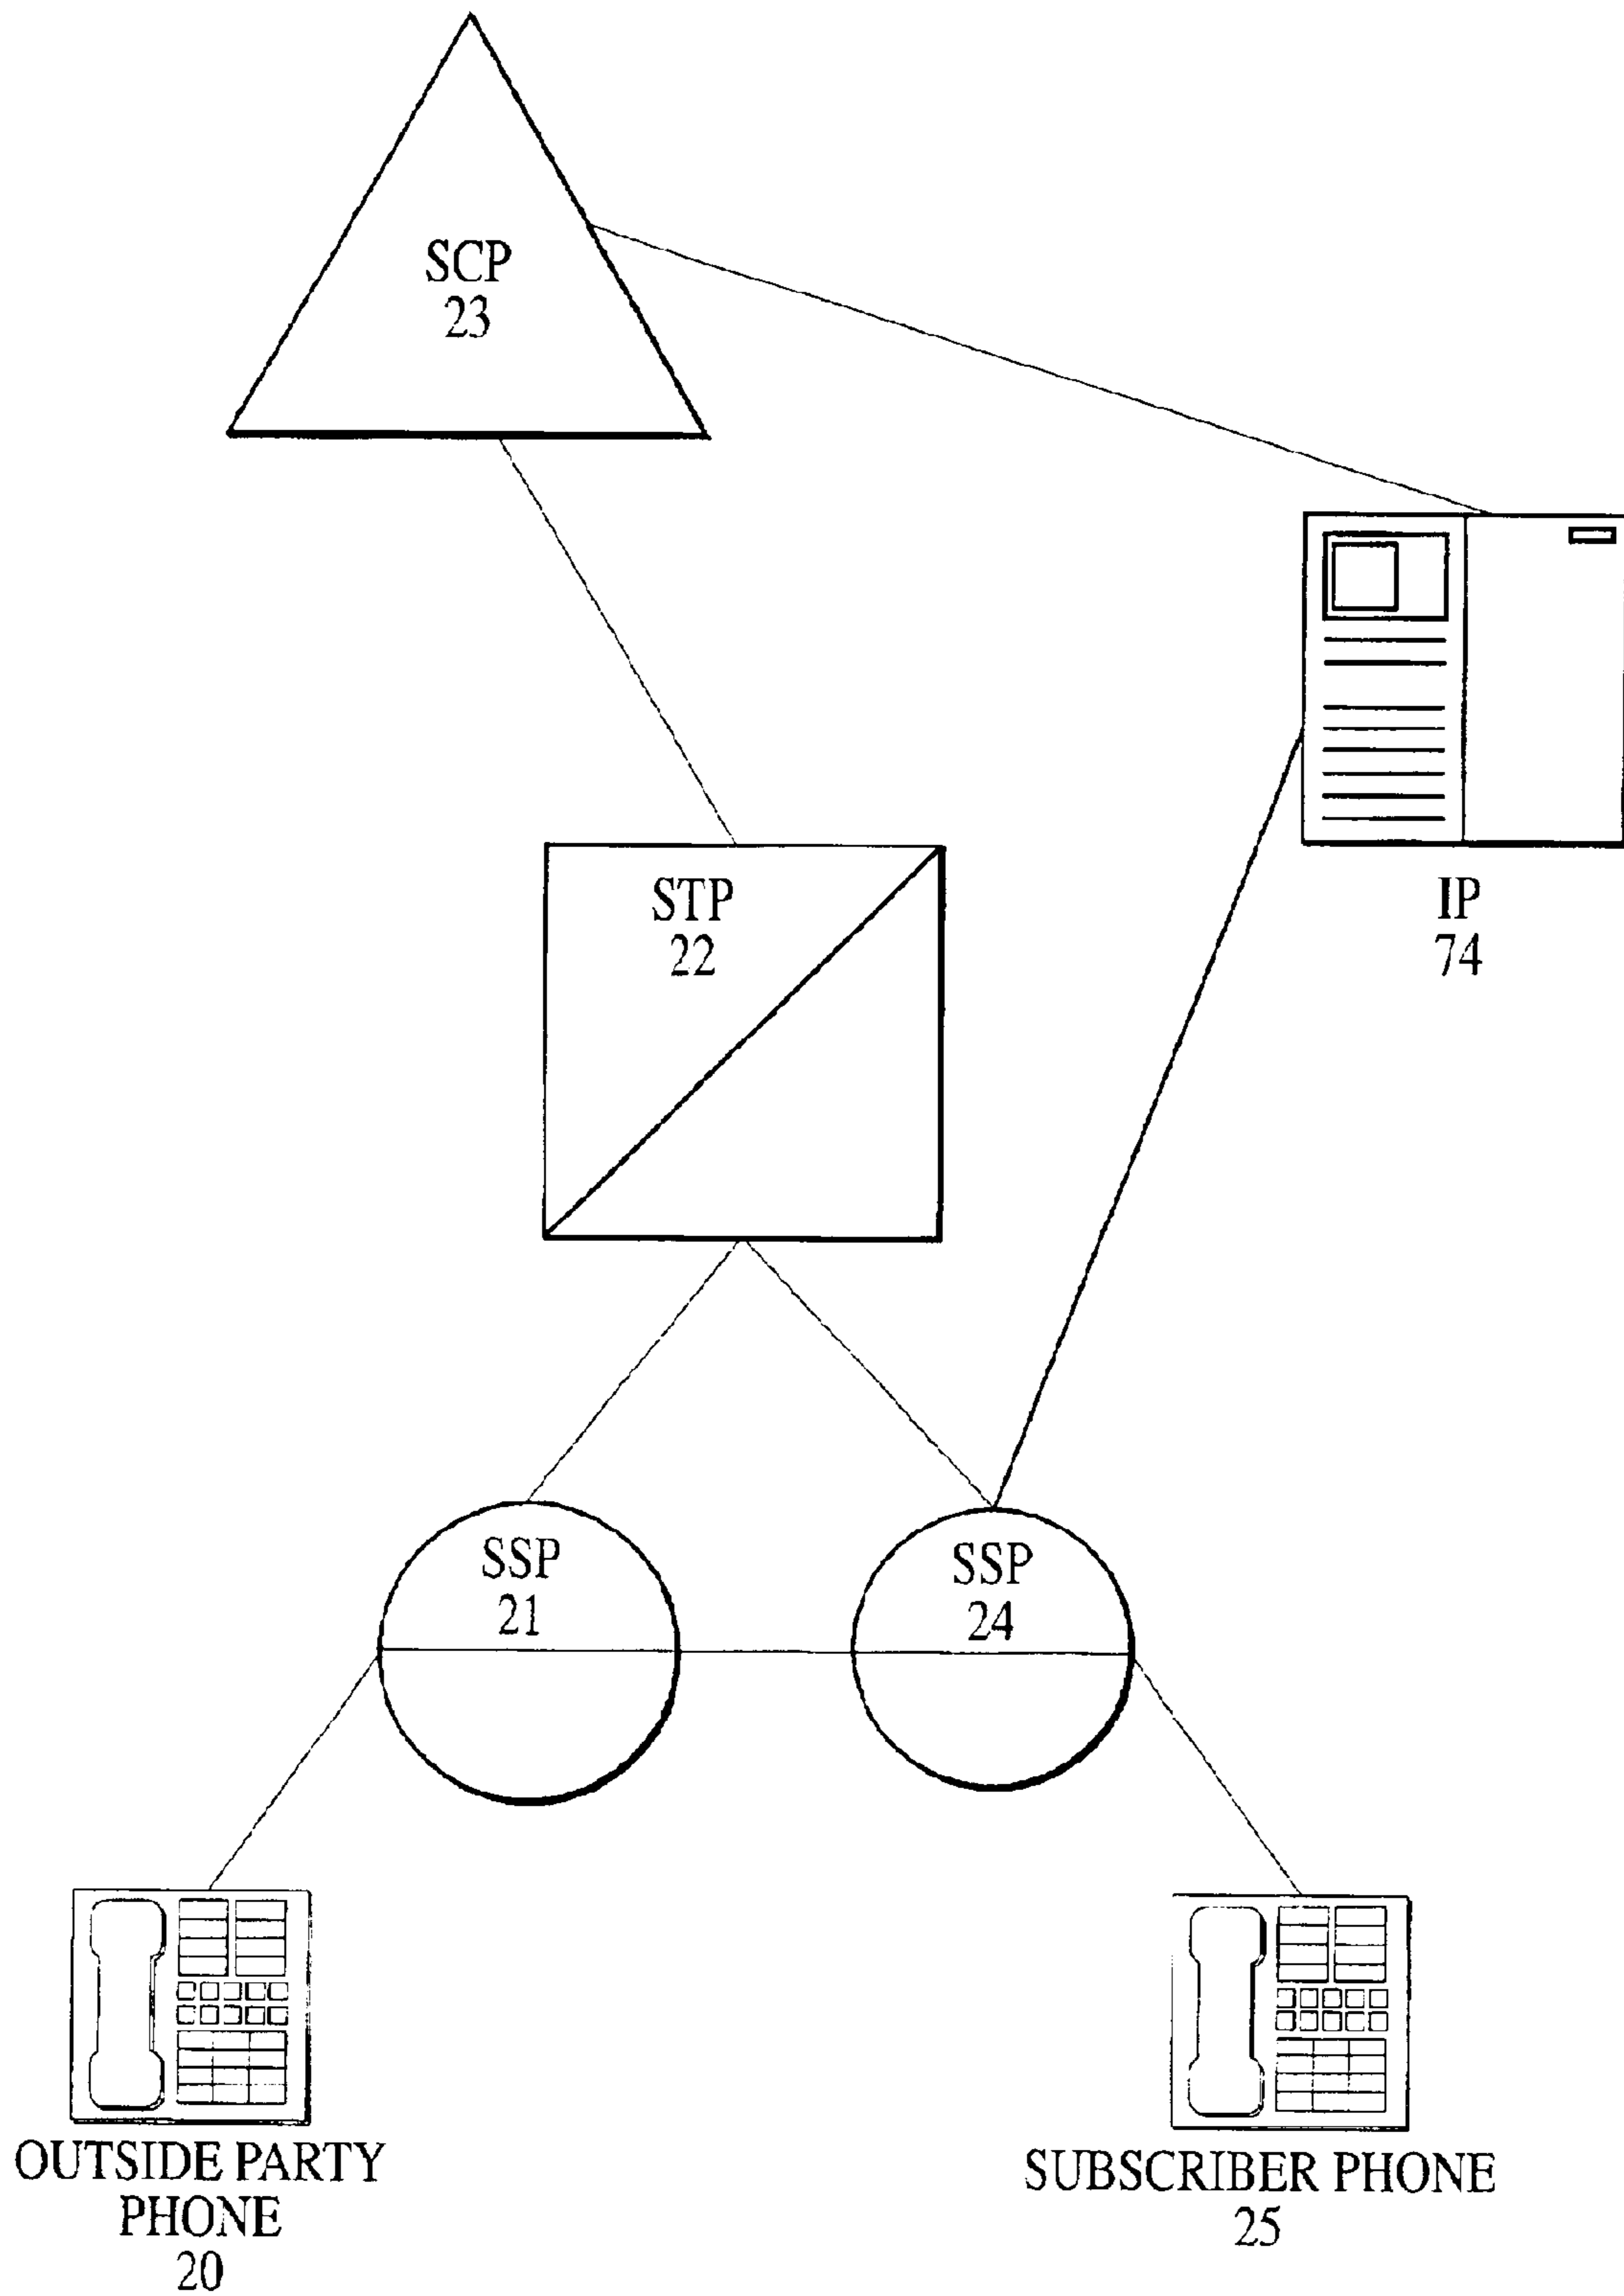 SCP
23
STP
22
IP
74
SSP
21
SSP
24
OUTSIDE PARTY
PHONE
20
SUBSCRIBER PHONE
25